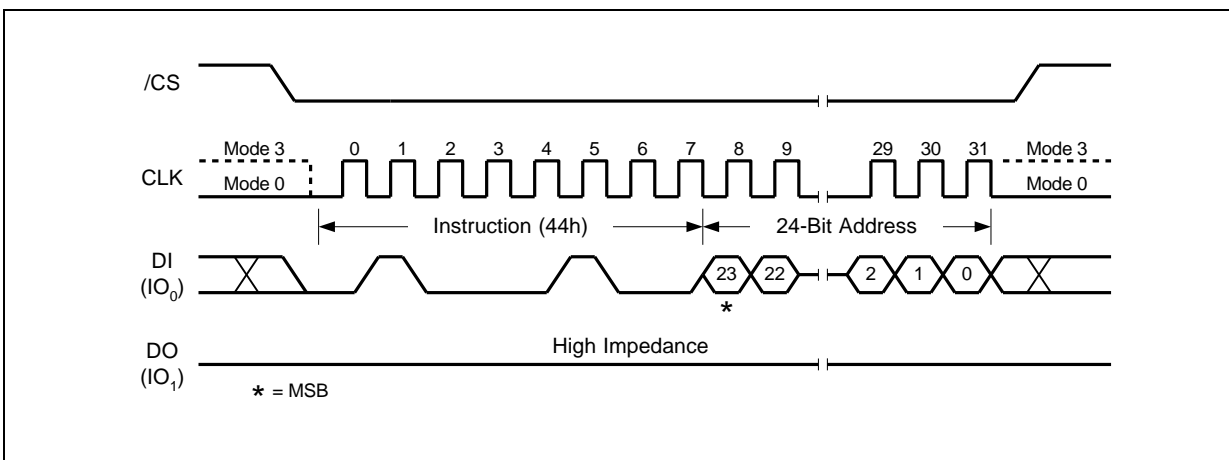 /CS
CLK
Mode 3
Mode 0
0 1 2 3 4 5 6 7 8 9 29 30 31
Mode 3
Mode 0
Instruction (44h)
24-Bit Address
DI
(IO0)
23 22 2 1 0
*
DO
(IO1)
High Impedance
* = MSB